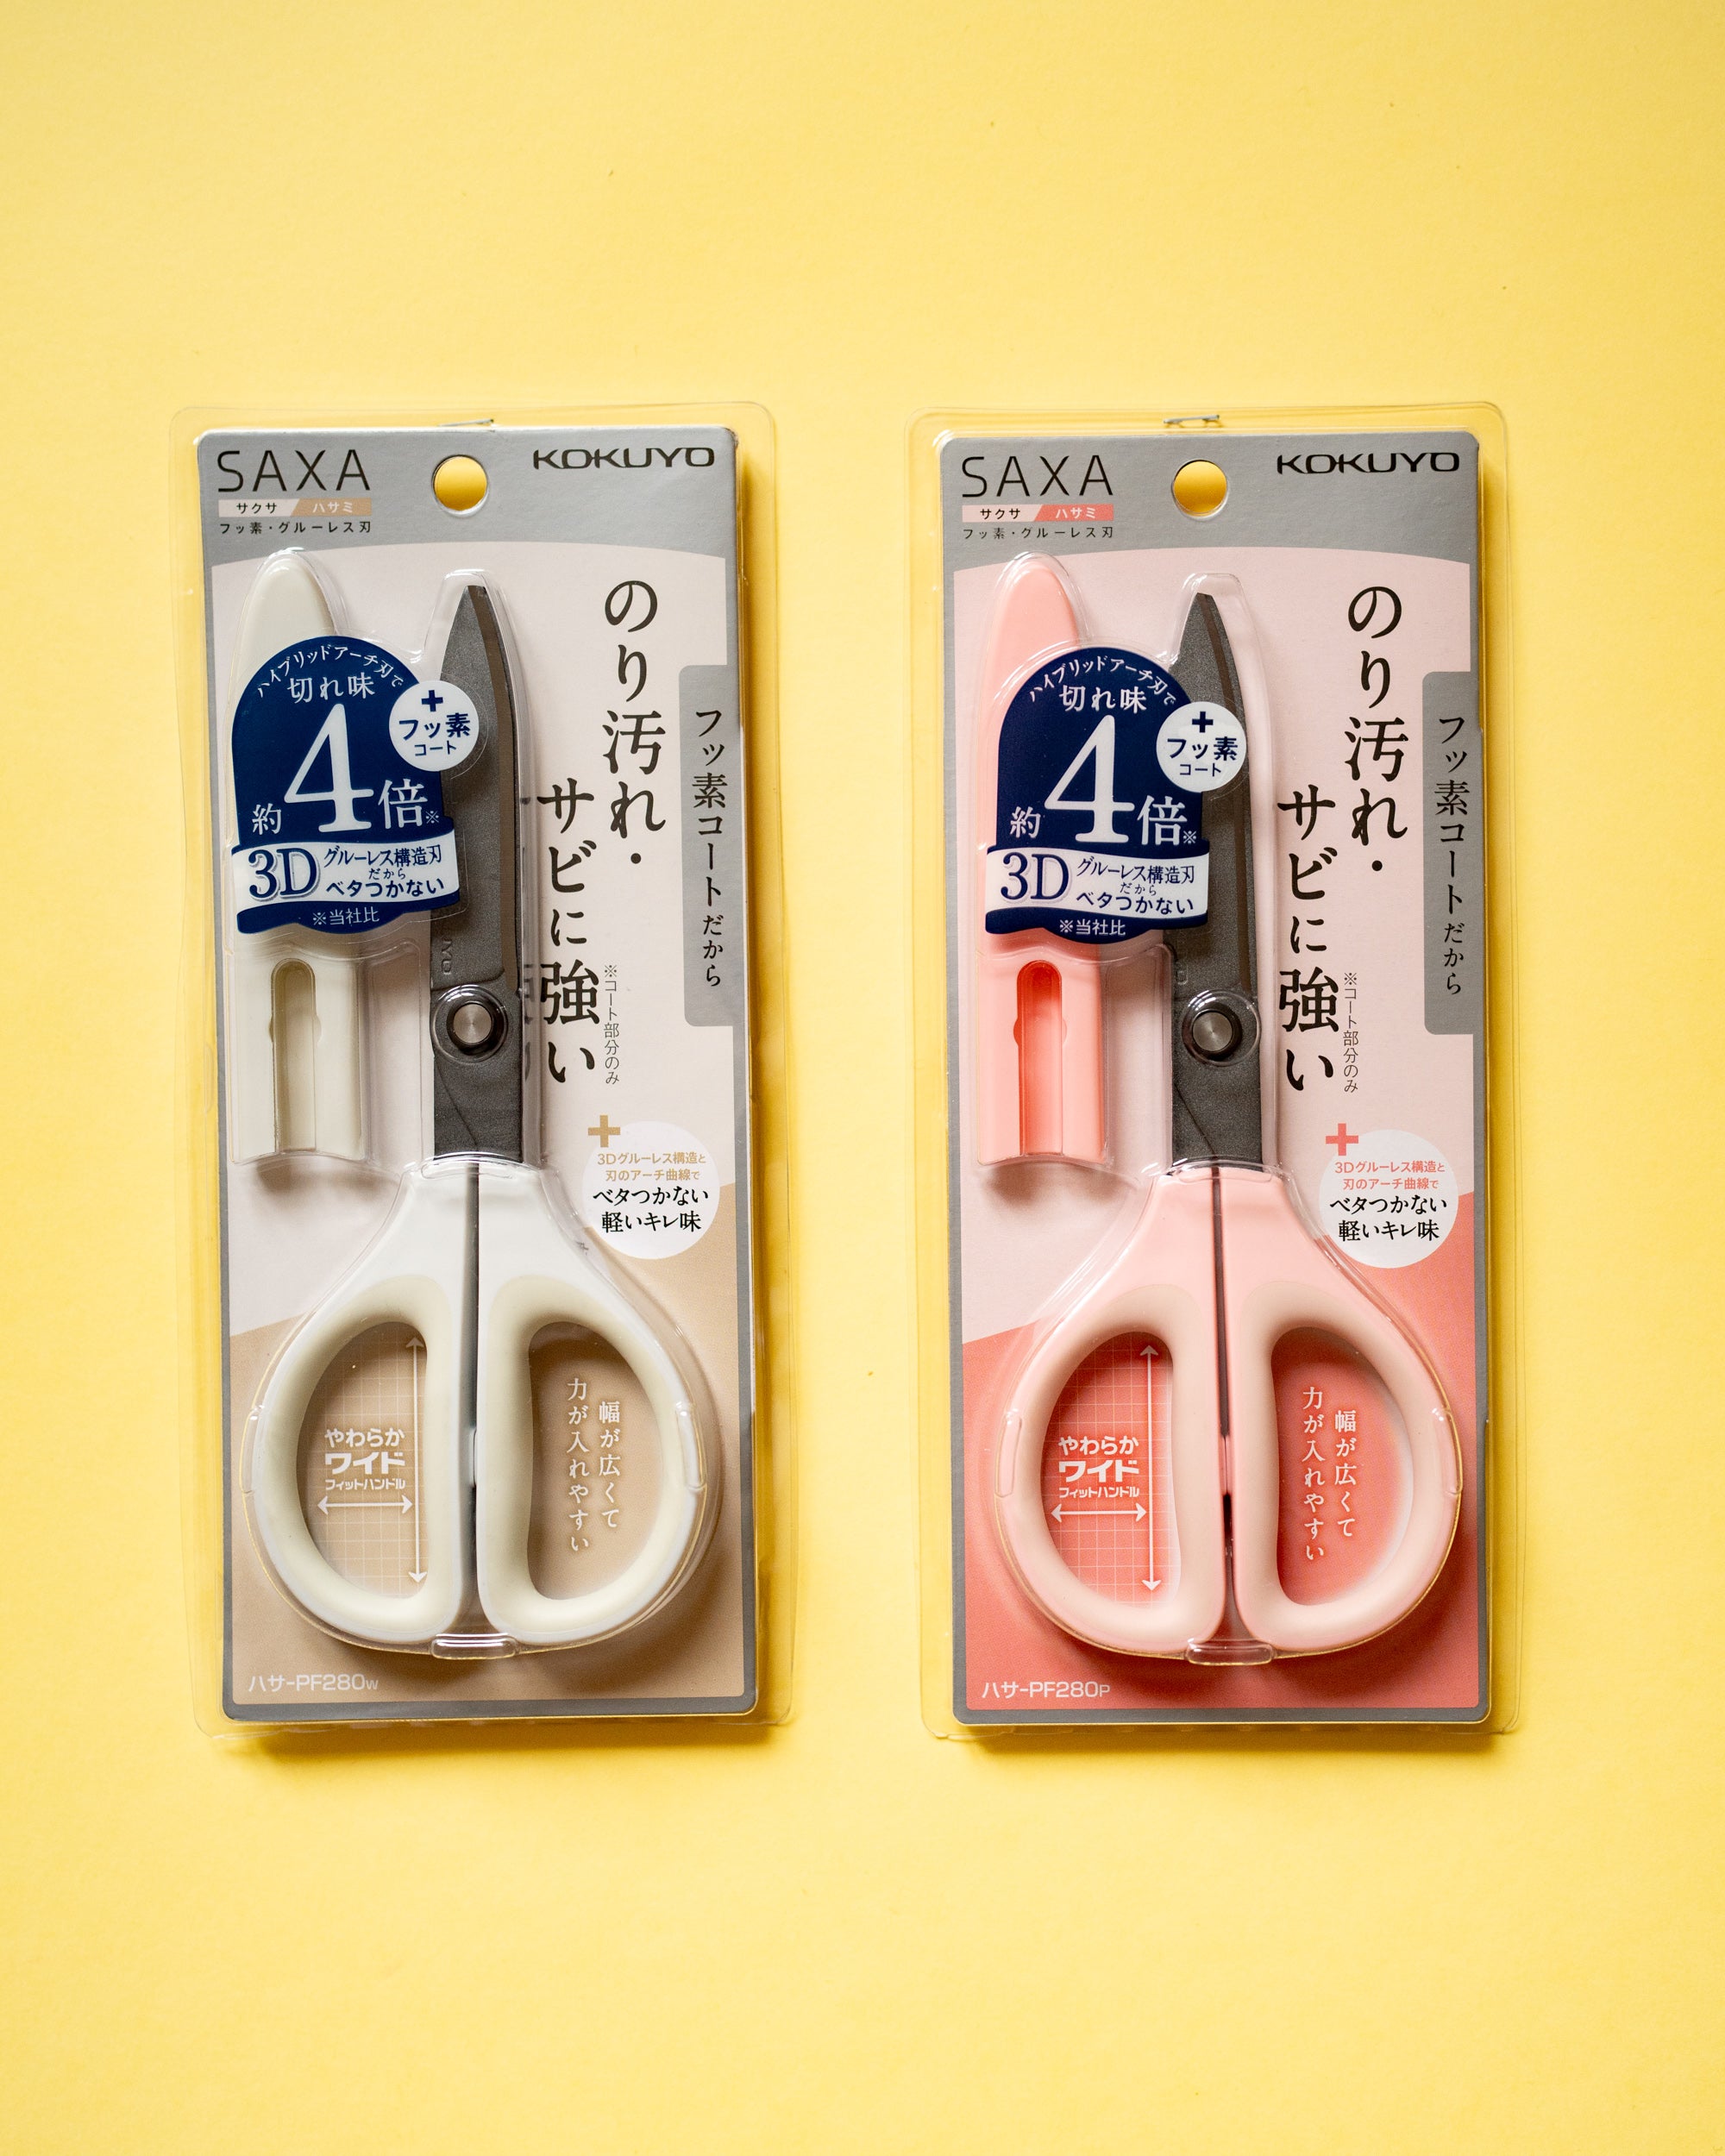 SAXA
KOKUYO
サクサ ハサミ
フッ素・グルーレス刃
フッ素コートだから
のり汚れ・
サビに強い
※コート部分のみ
ハイブリッドアーチ刃で
切れ味
約4倍※
+
フッ素
コート
3D グルーレス構造刃
だから
ベタつかない
※当社比
+
3Dグルーレス構造と
刃のアーチ曲線で
ベタつかない
軽いキレ味
やわらか
ワイド
フィットハンドル
幅が広くて
力が入れやすい
ハサ-PF280W
SAXA
KOKUYO
サクサ ハサミ
フッ素・グルーレス刃
フッ素コートだから
のり汚れ・
サビに強い
※コート部分のみ
ハイブリッドアーチ刃で
切れ味
約4倍※
+
フッ素
コート
3D グルーレス構造刃
だから
ベタつかない
※当社比
+
3Dグルーレス構造と
刃のアーチ曲線で
ベタつかない
軽いキレ味
やわらか
ワイド
フィットハンドル
幅が広くて
力が入れやすい
ハサ-PF280P